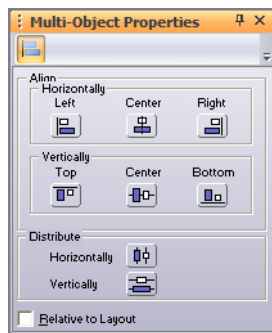 Multi-Object Properties
Align
Horizontally
Left Center Right
Vertically
Top Center Bottom
Distribute
Horizontally
Vertically
Relative to Layout